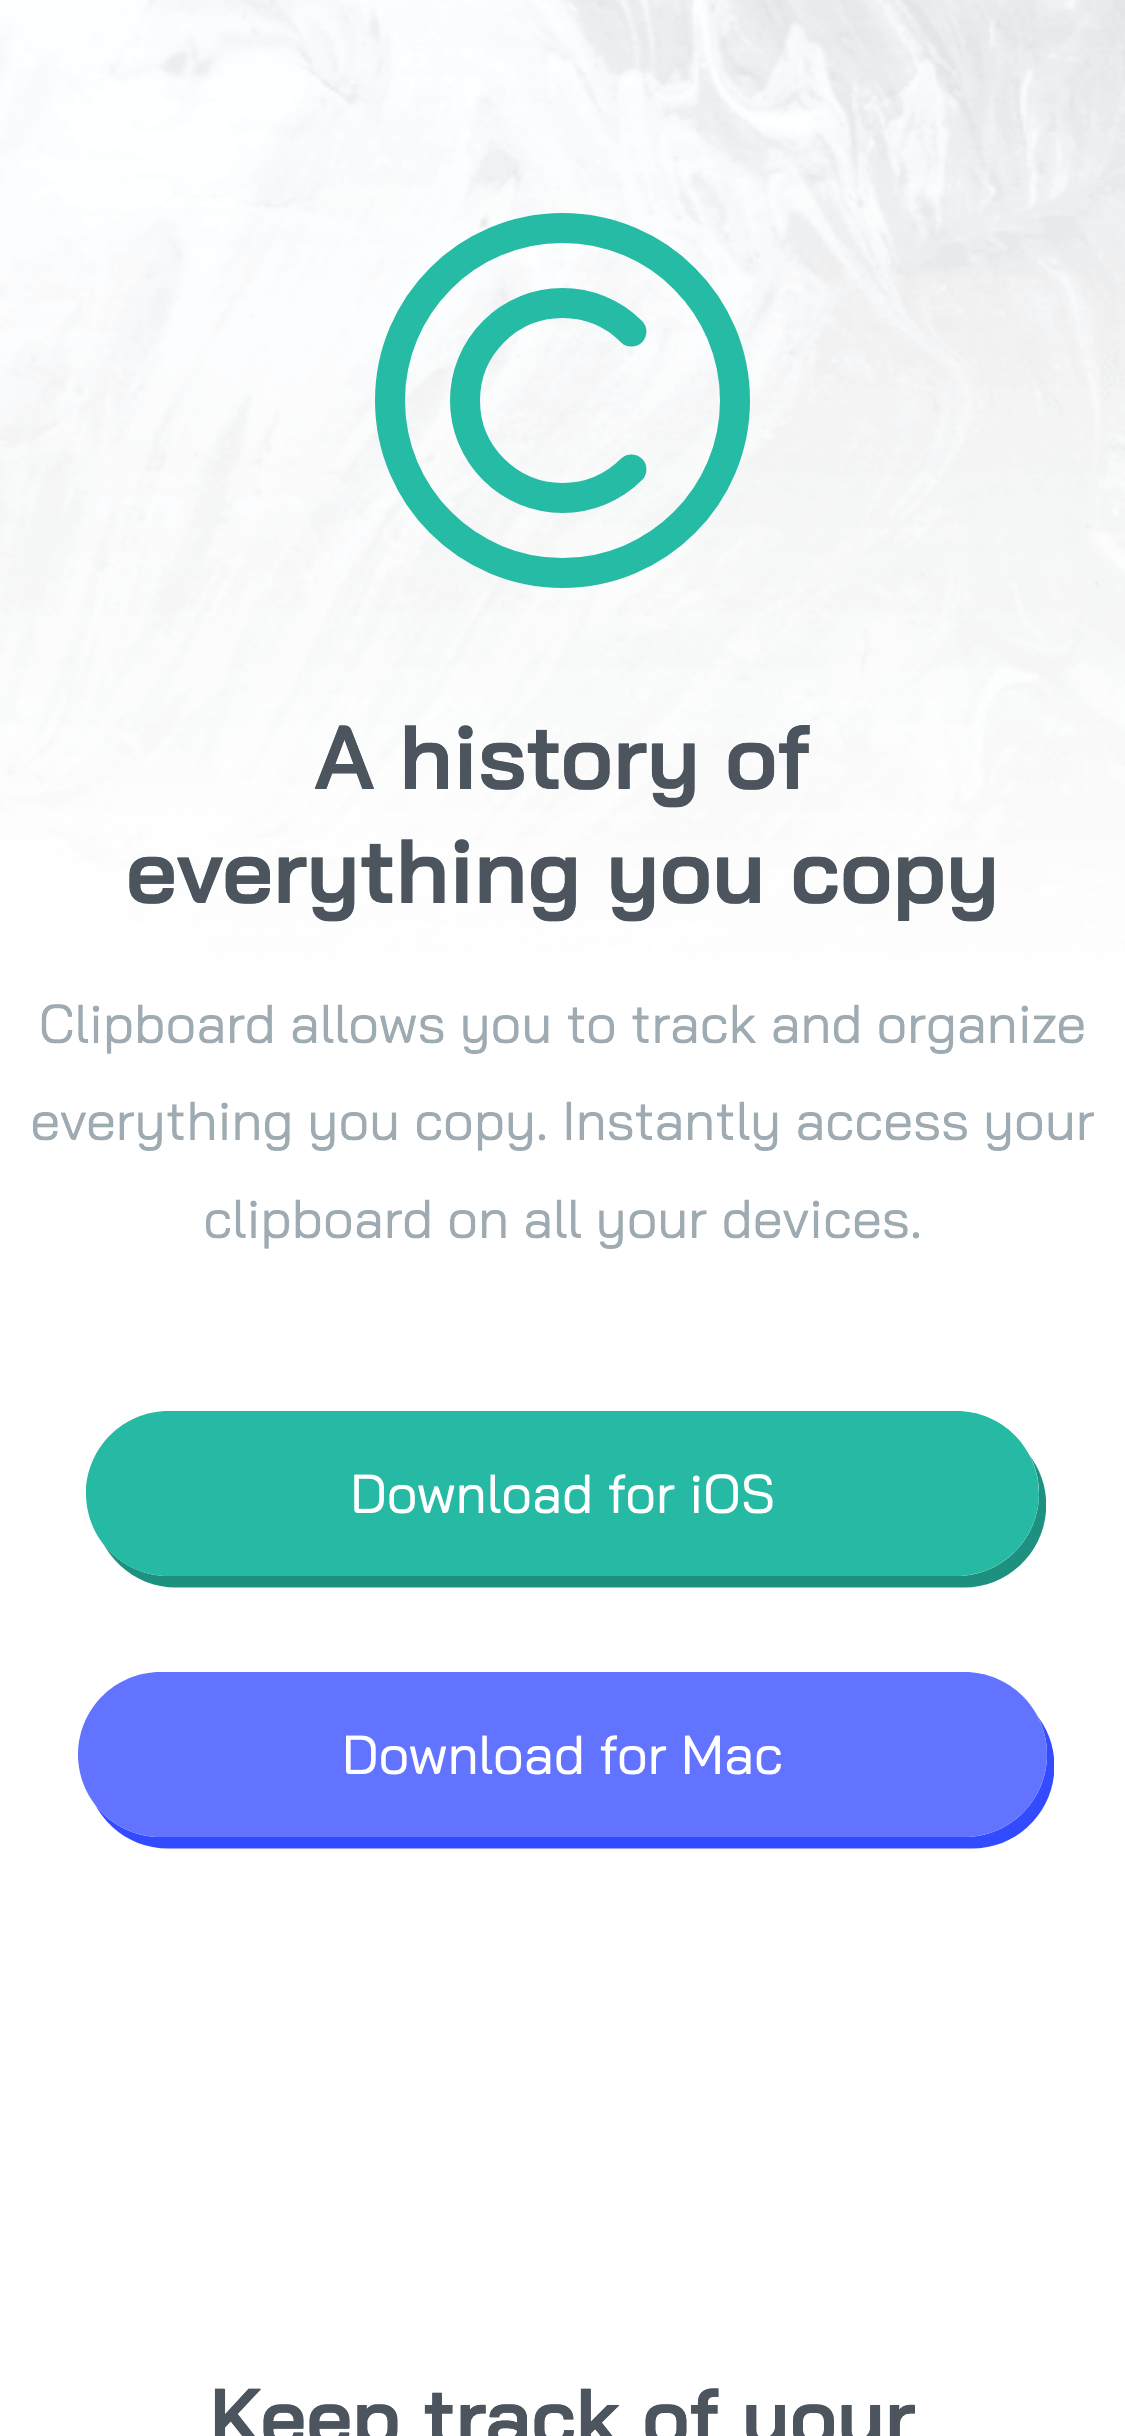 A history of
everything you copy
Clipboard allows you to track and organize
everything you copy. Instantly access your
clipboard on all your devices.
Download for iOS
Download for Mac
Keep track of your